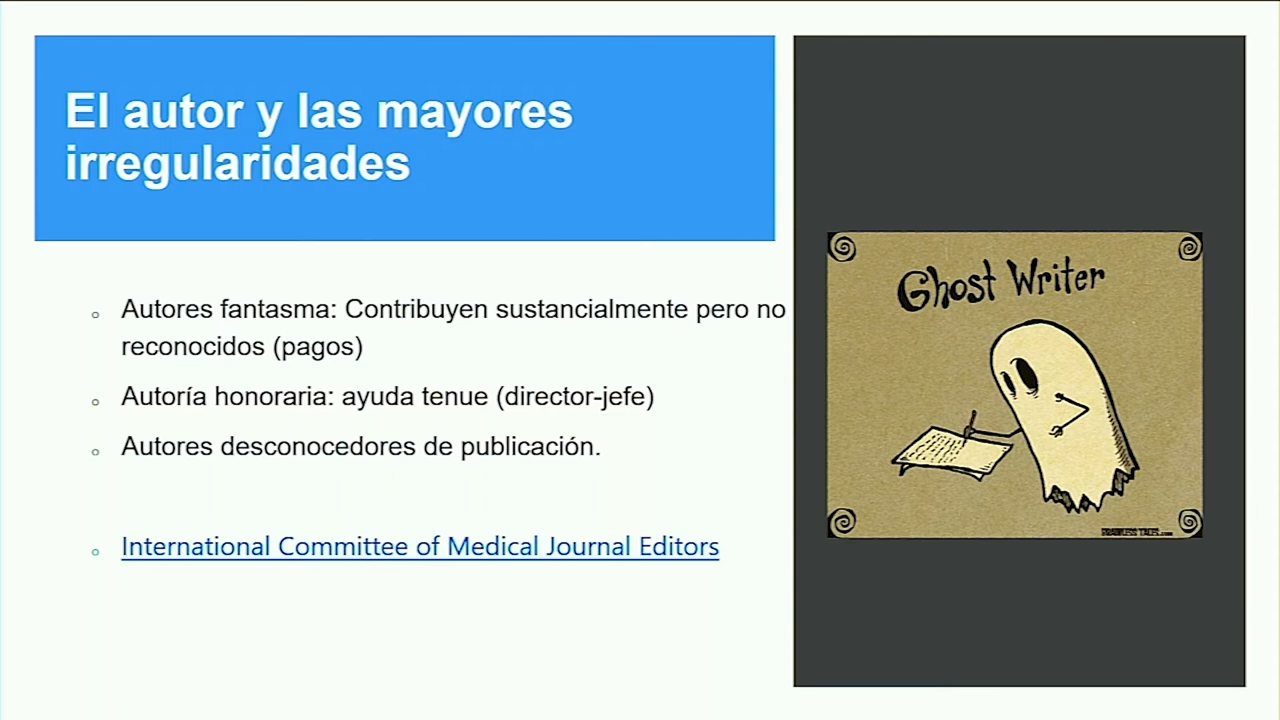 El autor y las mayores
irregularidades
Autores fantasma: Contribuyen sustancialmente pero no
reconocidos (pagos)
Autoría honoraria: ayuda tenue (director-jefe)
Autores desconocedores de publicación.
International Committee of Medical Journal Editors
Ghost Writer